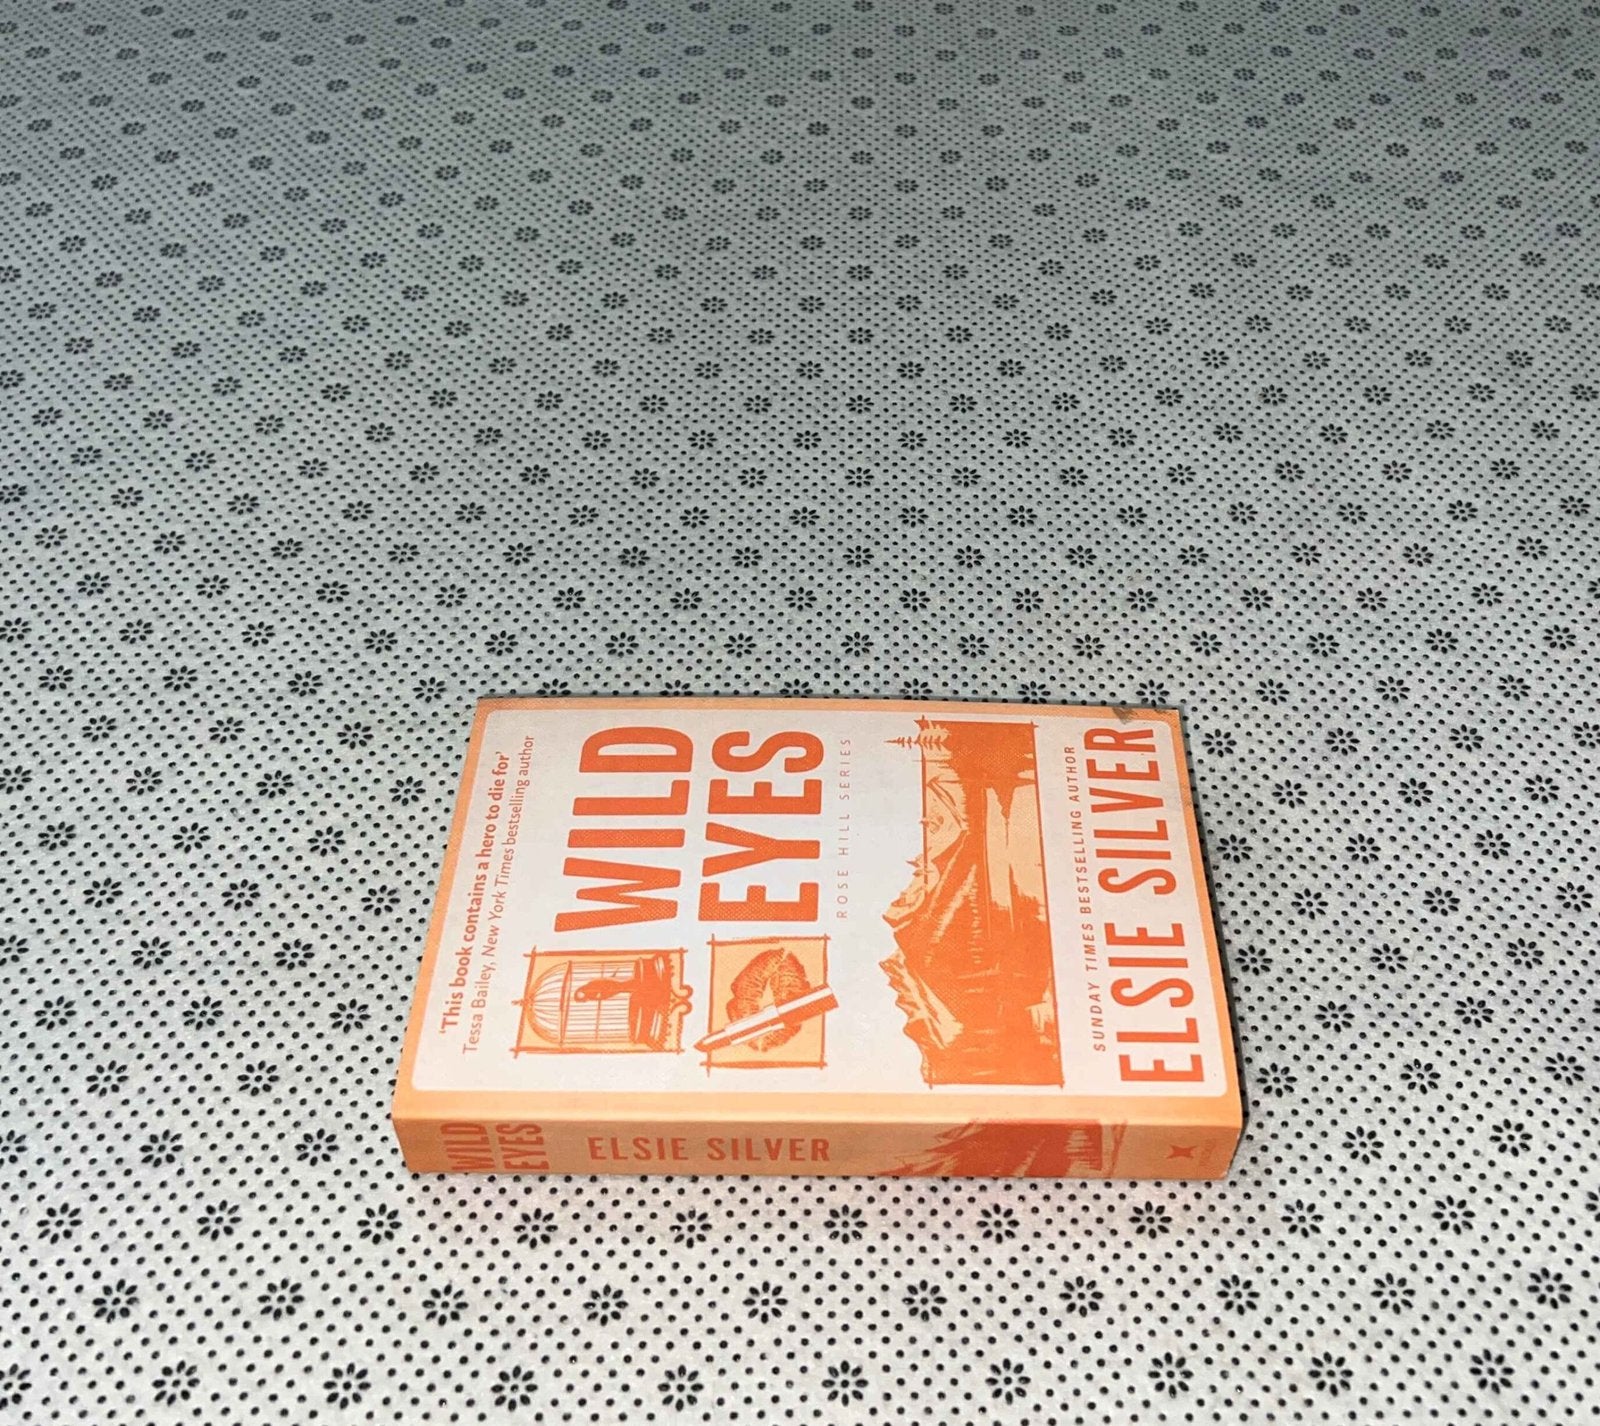 'This book contains a hero to die for'
Tessa Bailey, New York Times bestselling author
WILD
EYES
ROSE HILL SERIES
SUNDAY TIMES BESTSELLING AUTHOR
ELSIE SILVER
WILD
EYES
ELSIE SILVER